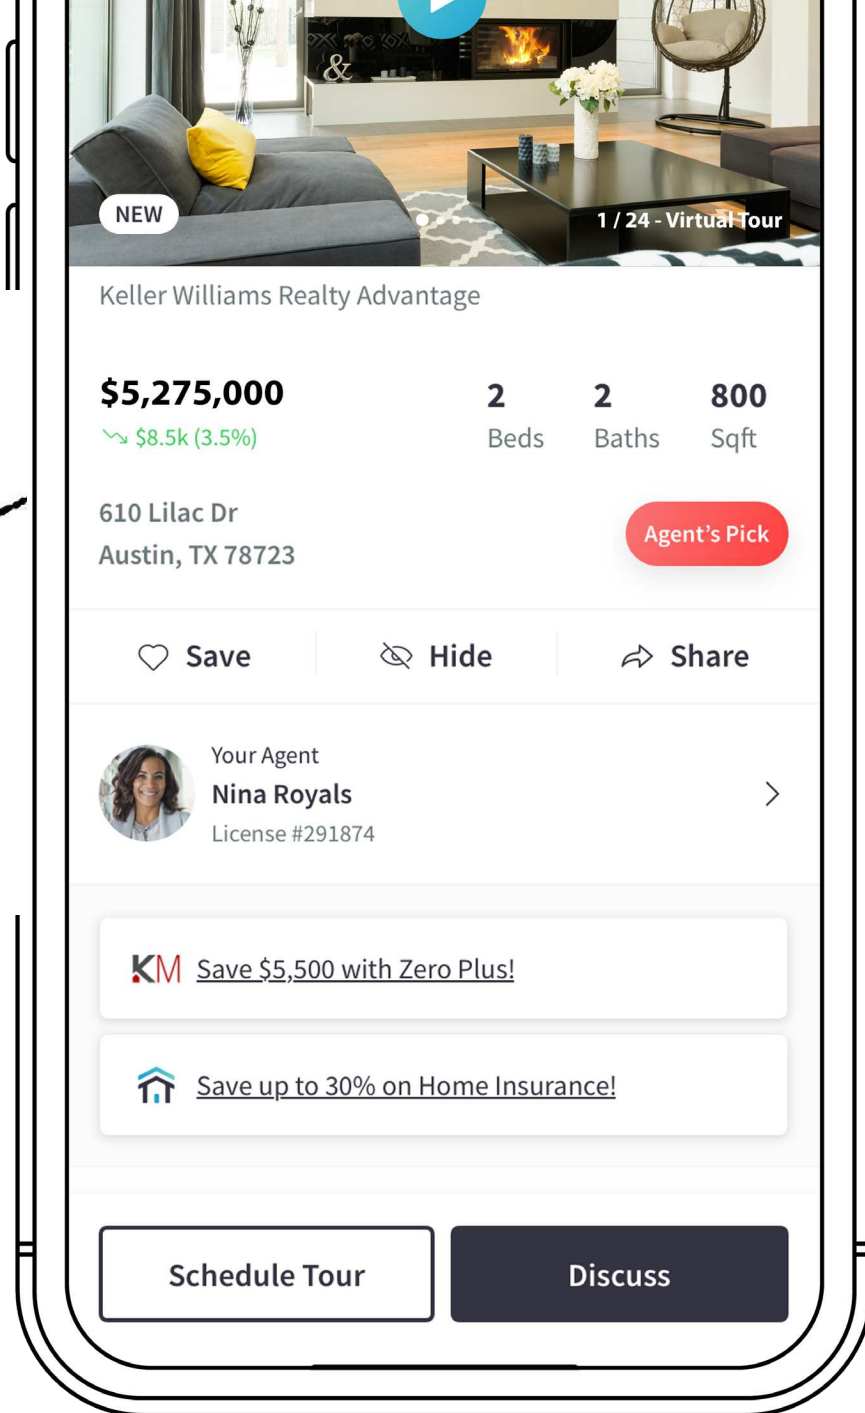 &
NEW
1 / 24 - Virtual Tour
Keller Williams Realty Advantage
$5,275,000
2 2 800
$8.5k (3.5%)
Beds Baths Sqft
610 Lilac Dr
Agent’s Pick
Austin, TX 78723
Save Hide Share
Your Agent
Nina Royals
License #291874
KM Save $5,500 with Zero Plus!
Save up to 30% on Home Insurance!
Schedule Tour Discuss